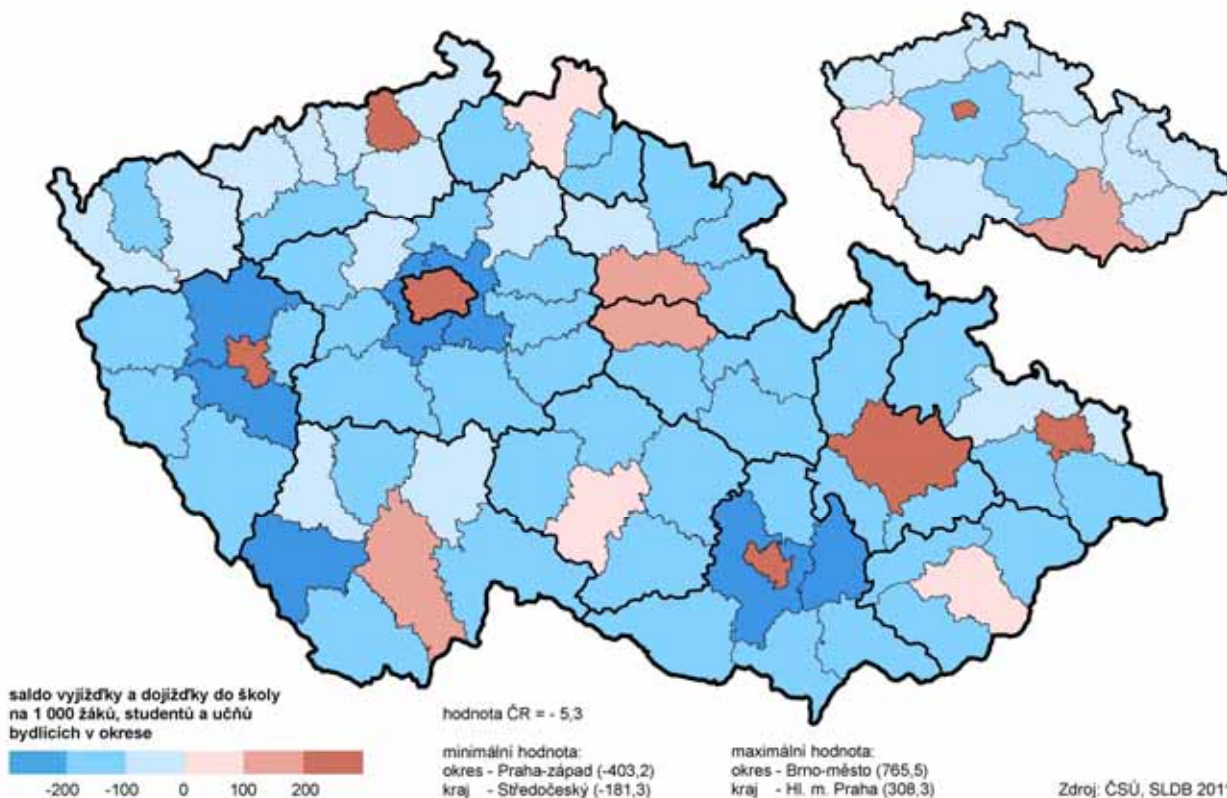 saldo vyjížďky a dojížďky do školy
na 1 000 žáků, studentů a učňů
bydlících v okrese
-200 -100 0 100 200
hodnota ČR = - 5,3
minimální hodnota:
okres - Praha-západ (-403,2)
kraj - Středočeský (-181,3)
maximální hodnota:
okres - Brno-město (765,5)
kraj - Hl. m. Praha (308,3)
Zdroj: ČSÚ, SLDB 201